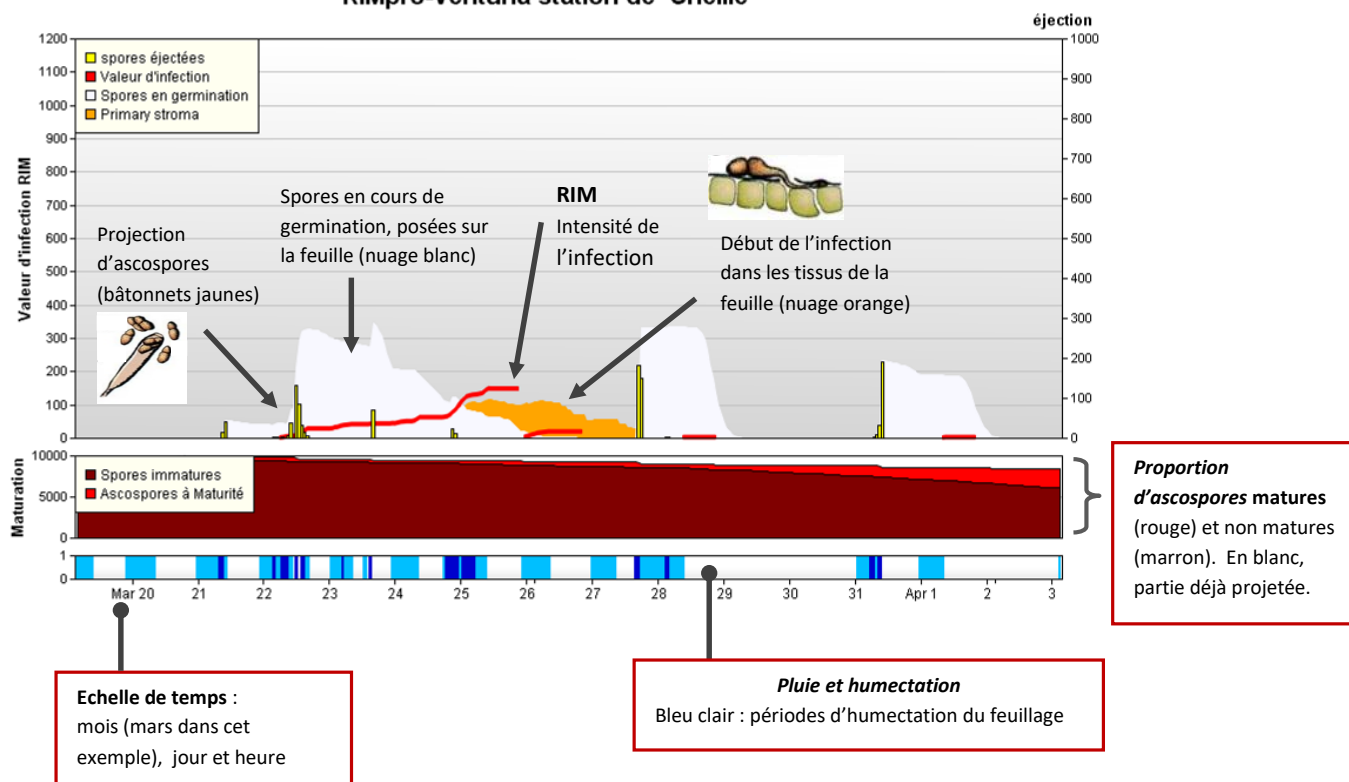 RIMpro-Venturia station de Cheillé
éjection
1200
1100
1000
900
800
700
600
500
400
300
200
100
0
Valeur d'infection RIM
spores éjectées
Valeur d'infection
Spores en germination
Primary stroma
1000
900
800
700
600
500
400
300
200
100
0
Projection
d'ascospores
(bâtonnets jaunes)
Spores en cours de
germination, posées sur
la feuille (nuage blanc)
RIM
Intensité de
l'infection
Début de l'infection
dans les tissus de la
feuille (nuage orange)
Maturation
10000
5000
0
Spores immatures
Ascospores à Maturité
1
0
Mar 20 21 22 23 24 25 26 27 28 29 30 31 Apr 1 2 3
Proportion
d'ascospores matures
(rouge) et non matures
(marron). En blanc,
partie déjà projetée.
Echelle de temps :
mois (mars dans cet
exemple), jour et heure
Pluie et humectation
Bleu clair : périodes d'humectation du feuillage